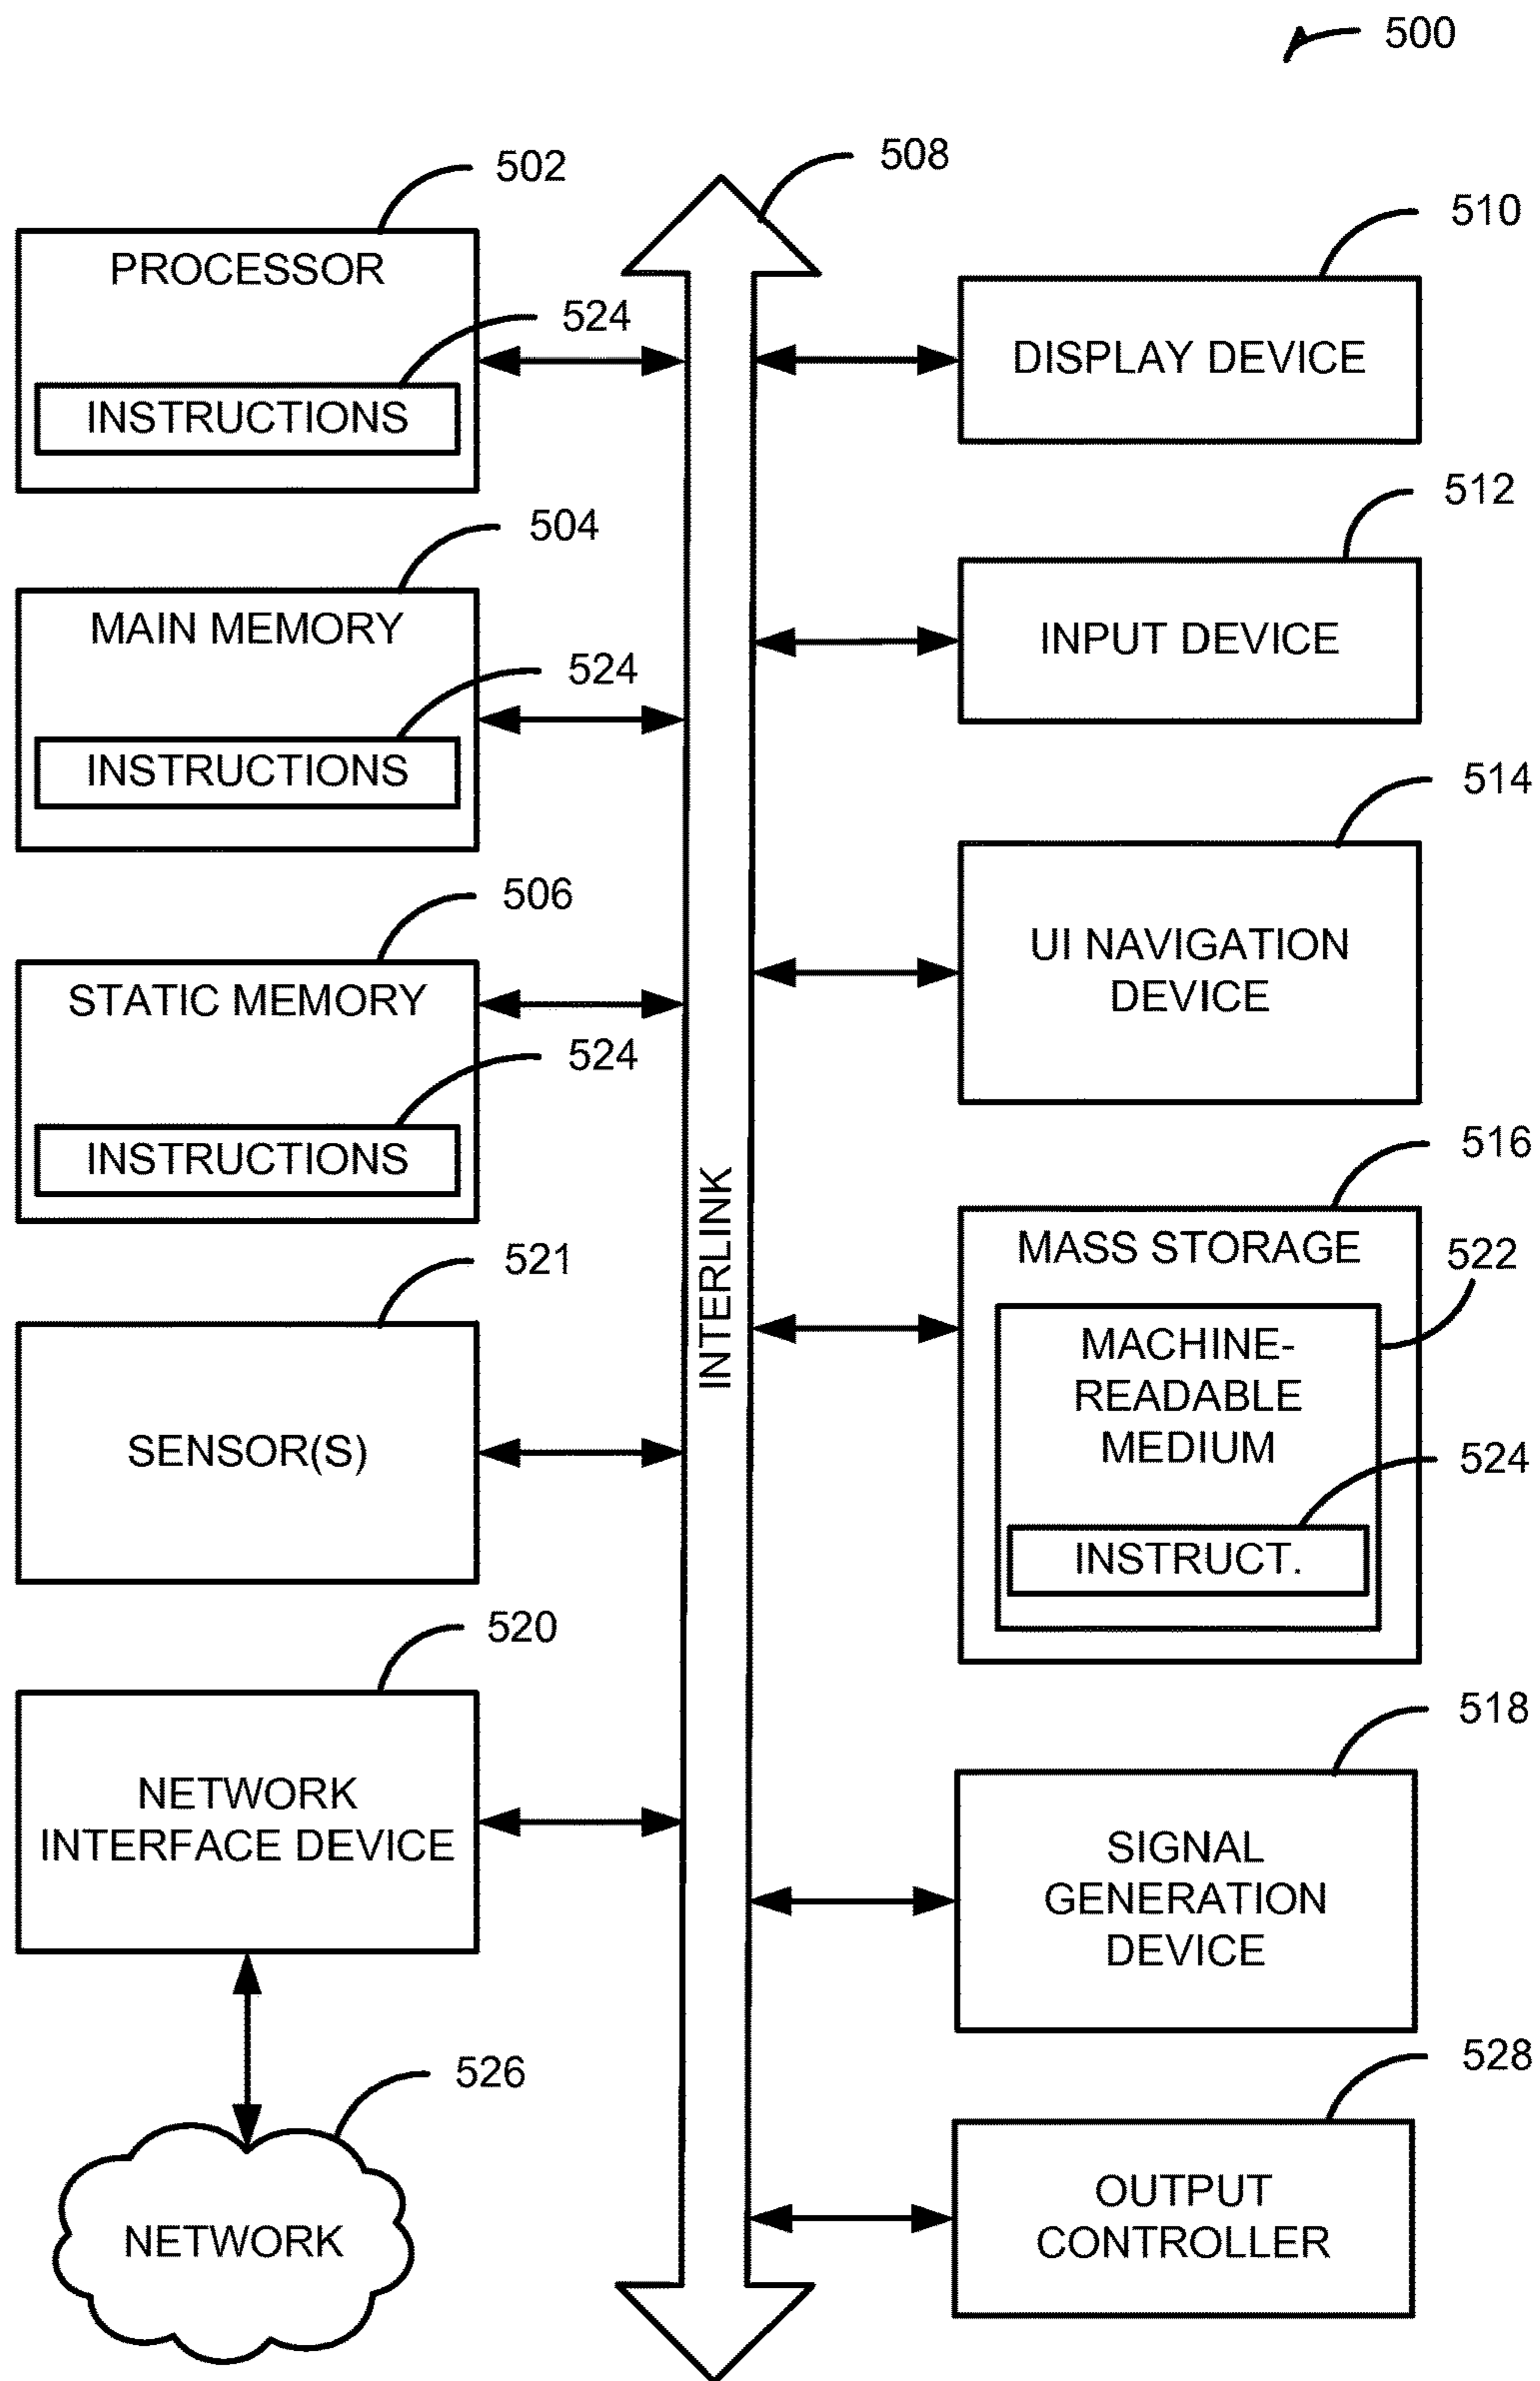 500
502
PROCESSOR
524
INSTRUCTIONS
504
MAIN MEMORY
524
INSTRUCTIONS
506
STATIC MEMORY
524
INSTRUCTIONS
521
SENSOR(S)
520
NETWORK
INTERFACE DEVICE
526
NETWORK
508
INTERLINK
510
DISPLAY DEVICE
512
INPUT DEVICE
514
UI NAVIGATION
DEVICE
516
MASS STORAGE
522
MACHINE-
READABLE
MEDIUM
524
INSTRUCT.
518
SIGNAL
GENERATION
DEVICE
528
OUTPUT
CONTROLLER